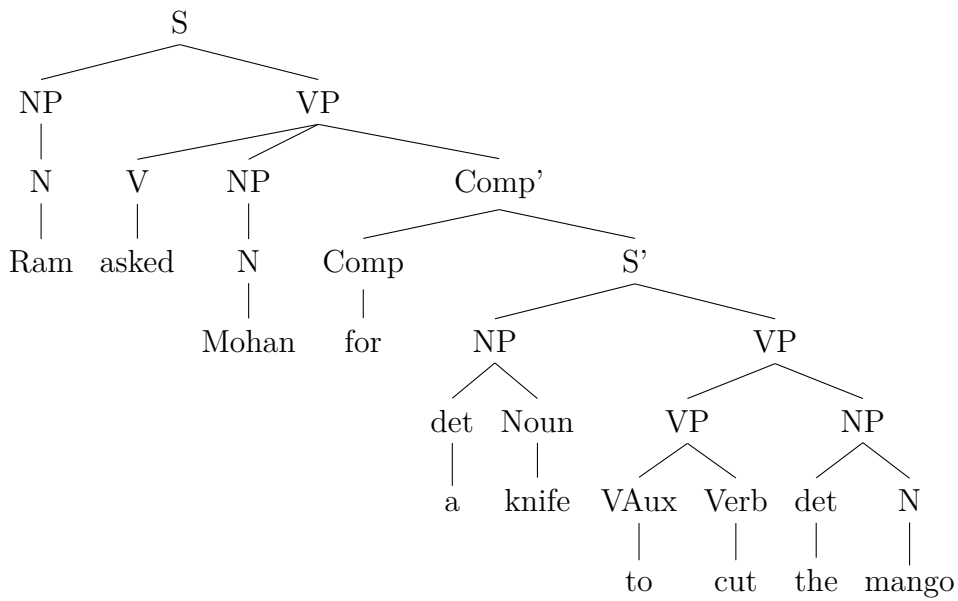 S
NP VP
N V NP Comp'
Ram asked N Comp S'
Mohan for NP VP
det Noun VP NP
a knife VAux Verb det N
to cut the mango